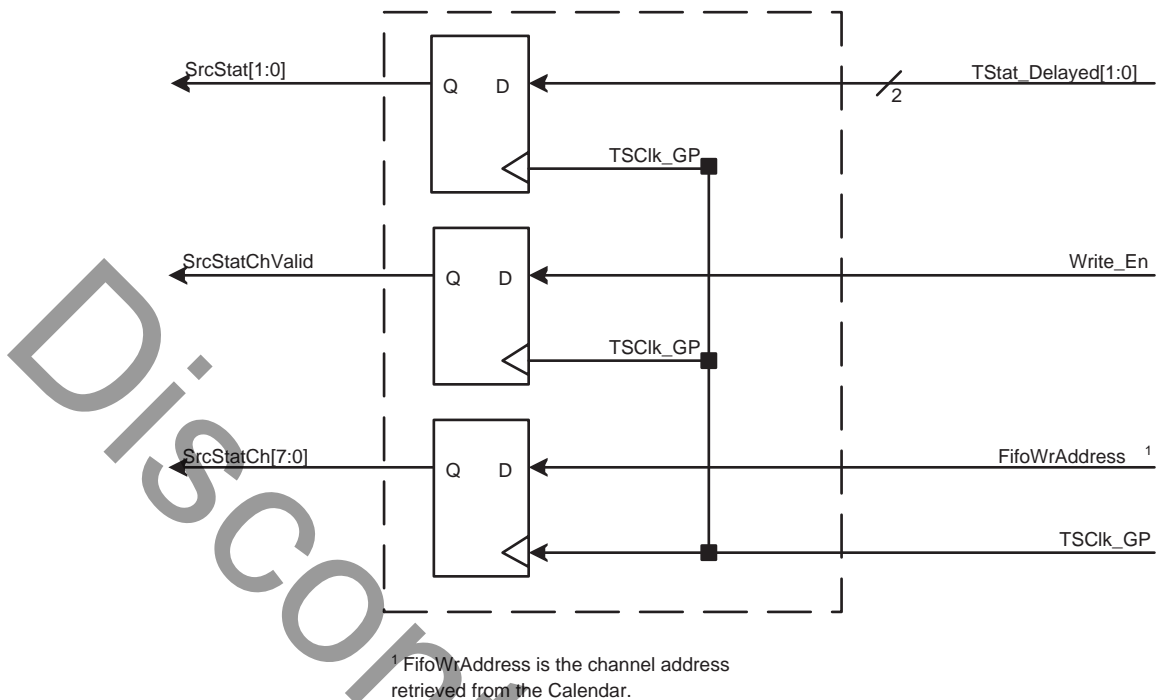 SrcStat[1:0]
Q D
TStat_Delayed[1:0]
2
TSClk_GP
SrcStatChValid
Q D
Write_En
TSClk_GP
SrcStatCh[7:0]
Q D
FifoWrAddress 1
TSClk_GP
1 FifoWrAddress is the channel address
retrieved from the Calendar.